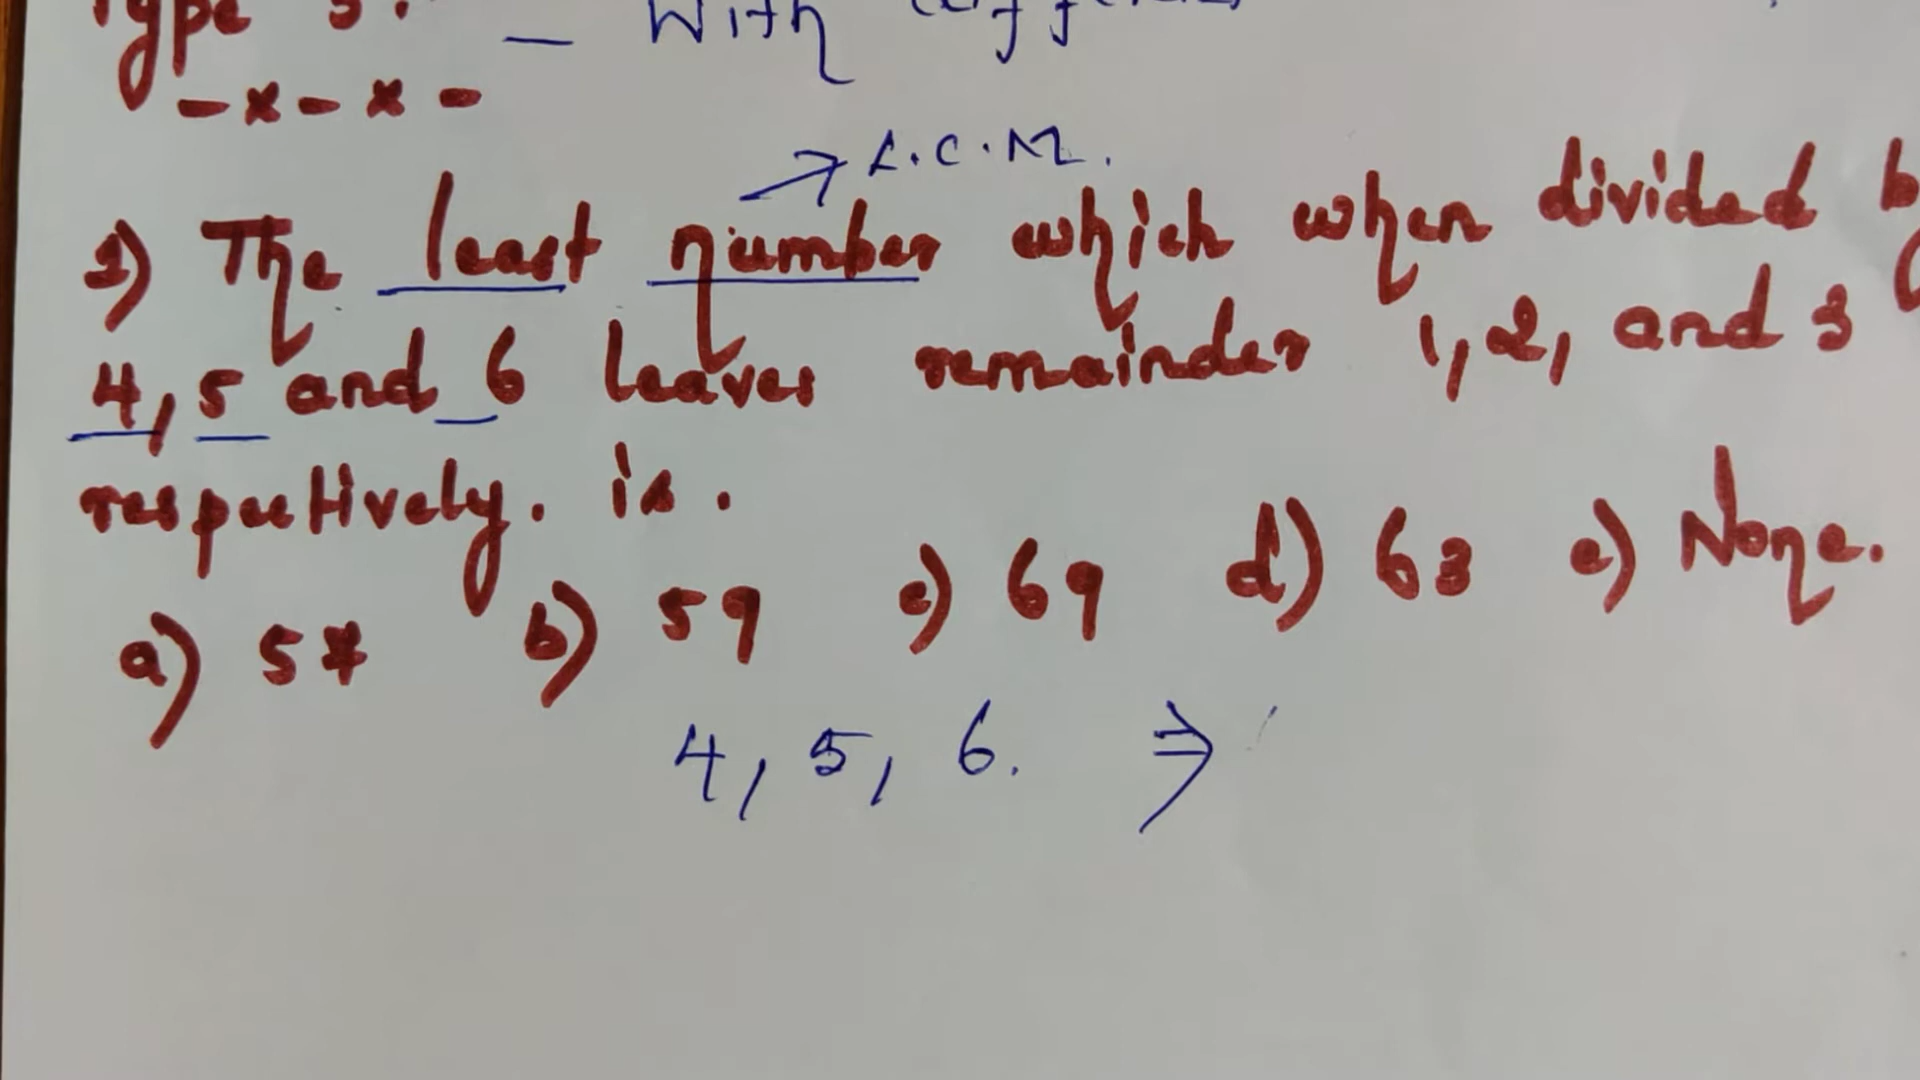 Type 3:
_ With
-x-x-
→ L.C.M.
1) The least number which when divided by
4, 5 and 6 leaves remainder 1, 2, and 3
respectively. is.
a) 57 b) 59 c) 69 d) 63 e) None.
4, 5, 6. ⇒